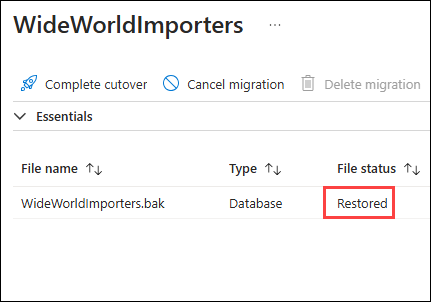 WideWorldImporters ...
Complete cutover Cancel migration Delete migration
Essentials
File name Type File status
WideWorldImporters.bak Database Restored